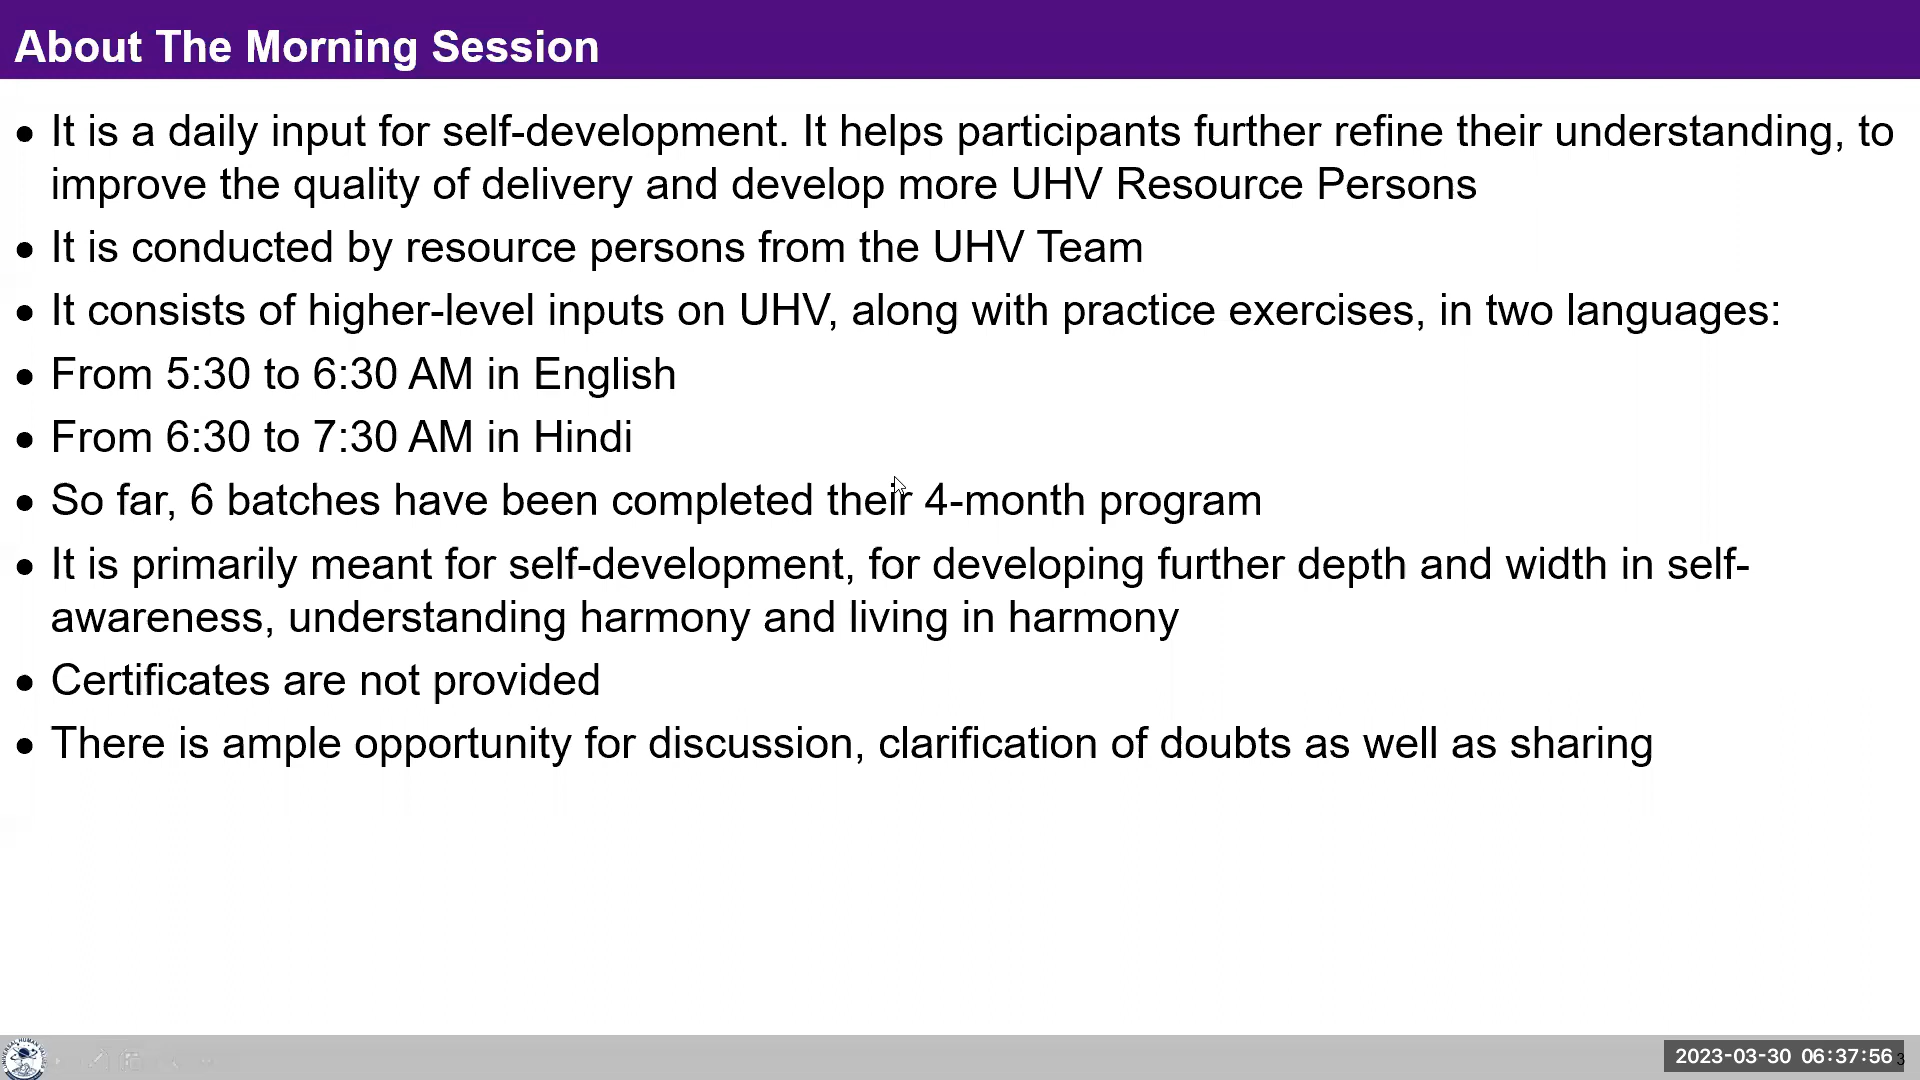 About The Morning Session
• It is a daily input for self-development. It helps participants further refine their understanding, to
improve the quality of delivery and develop more UHV Resource Persons
• It is conducted by resource persons from the UHV Team
• It consists of higher-level inputs on UHV, along with practice exercises, in two languages:
• From 5:30 to 6:30 AM in English
• From 6:30 to 7:30 AM in Hindi
• So far, 6 batches have been completed their 4-month program
• It is primarily meant for self-development, for developing further depth and width in self-
awareness, understanding harmony and living in harmony
• Certificates are not provided
• There is ample opportunity for discussion, clarification of doubts as well as sharing
2023-03-30 06:37:56
3